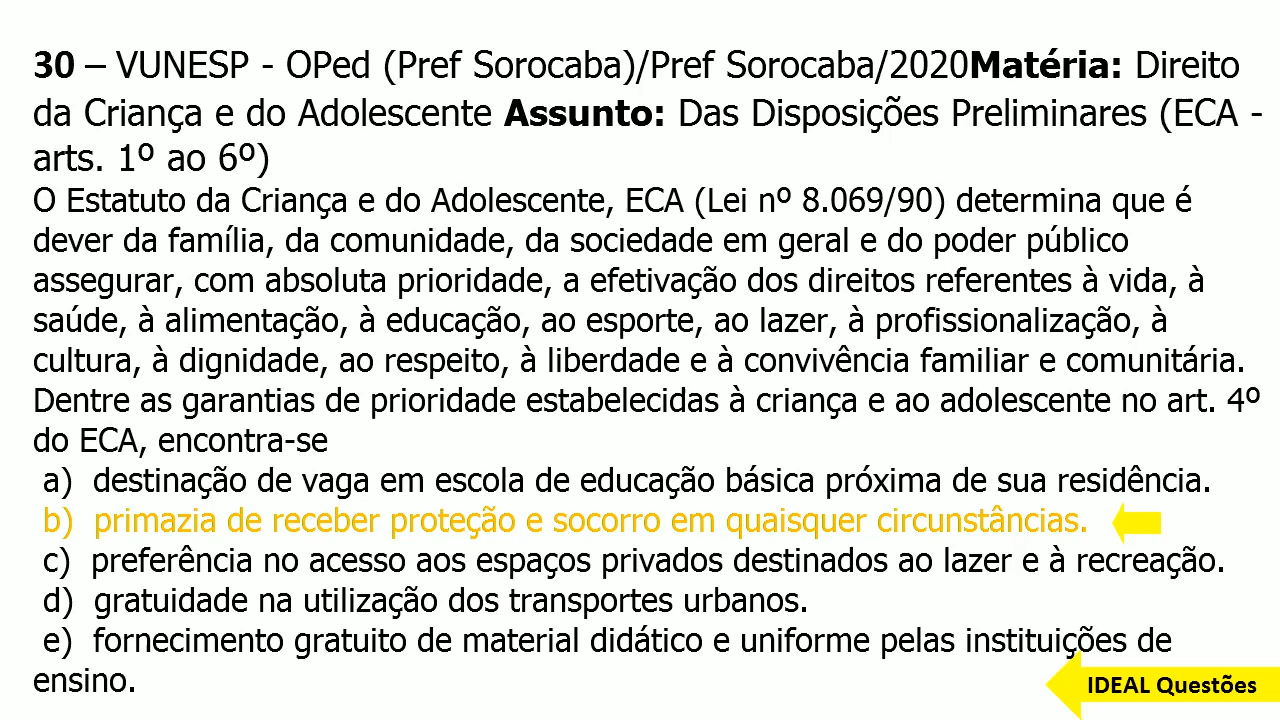 30 – VUNESP - OPed (Pref Sorocaba)/Pref Sorocaba/2020Matéria: Direito
da Criança e do Adolescente Assunto: Das Disposições Preliminares (ECA -
arts. 1º ao 6º)
O Estatuto da Criança e do Adolescente, ECA (Lei nº 8.069/90) determina que é
dever da família, da comunidade, da sociedade em geral e do poder público
assegurar, com absoluta prioridade, a efetivação dos direitos referentes à vida, à
saúde, à alimentação, à educação, ao esporte, ao lazer, à profissionalização, à
cultura, à dignidade, ao respeito, à liberdade e à convivência familiar e comunitária.
Dentre as garantias de prioridade estabelecidas à criança e ao adolescente no art. 4º
do ECA, encontra-se
a) destinação de vaga em escola de educação básica próxima de sua residência.
b) primazia de receber proteção e socorro em quaisquer circunstâncias.
c) preferência no acesso aos espaços privados destinados ao lazer e à recreação.
d) gratuidade na utilização dos transportes urbanos.
e) fornecimento gratuito de material didático e uniforme pelas instituições de
ensino.
IDEAL Questões